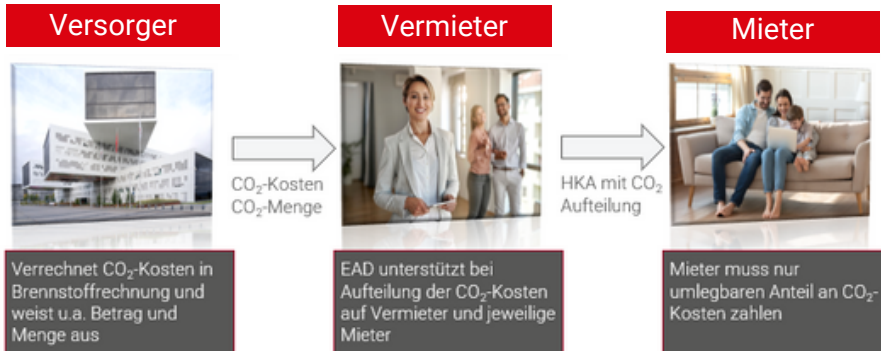 Versorger
Vermieter
Mieter
CO₂-Kosten
CO₂-Menge
HKA mit CO₂
Aufteilung
Verrechnet CO₂-Kosten in
Brennstoffrechnung und
weist u.a. Betrag und
Menge aus
EAD unterstützt bei
Aufteilung der CO₂-Kosten
auf Vermieter und jeweilige
Mieter
Mieter muss nur
umlegbaren Anteil an CO₂-
Kosten zahlen